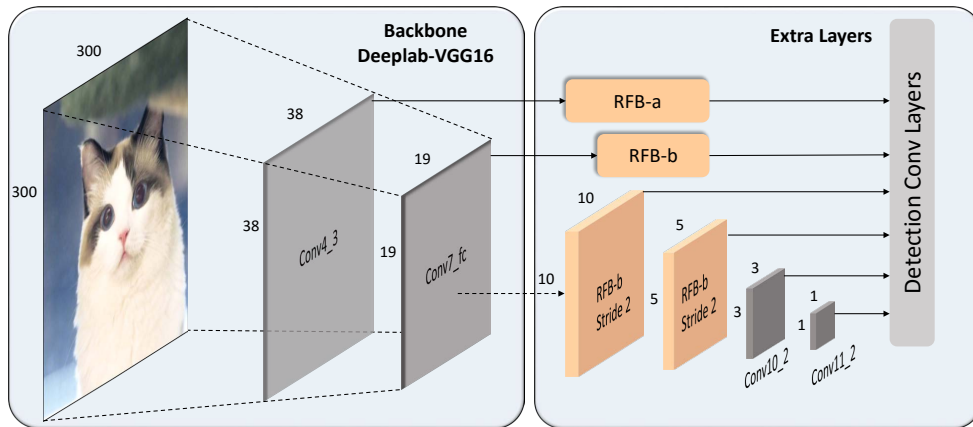 Backbone
Deeplab-VGG16
300
300
38
38
Conv4_3
19
19
Conv7_fc
Extra Layers
RFB-a
RFB-b
10
10
RFB-b
Stride 2
5
5
RFB-b
Stride 2
3
3
Conv10_2
1
1
Conv11_2
Detection Conv Layers